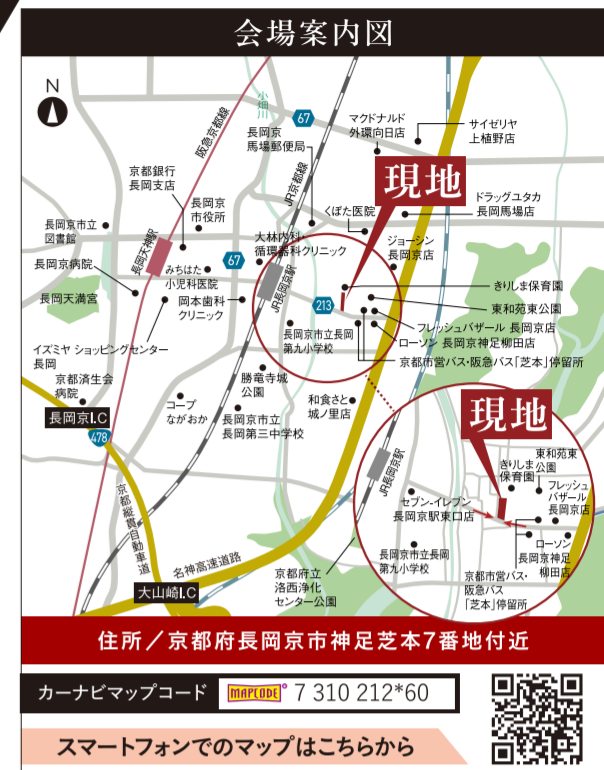 会場案内図
N
小畑川
67
阪急京都線
JR京都線
長岡京
馬場郵便局
マクドナルド
外環向日店
サイゼリヤ
上植野店
現地
京都銀行
長岡支店
長岡京
市役所
くぼた医院
ドラッグユタカ
長岡馬場店
長岡京市立
図書館
長岡天神駅
大林内科・
循環器科クリニック
ジョーシン
長岡京店
67
長岡京病院
みちはた
小児科医院
JR長岡京駅
きりしま保育園
長岡天満宮
岡本歯科
クリニック
213
東和苑東公園
フレッシュバザール 長岡京店
ローソン 長岡京神足柳田店
長岡京市立長岡
第九小学校
京都市営バス・阪急バス「芝本」停留所
イズミヤ ショッピングセンター
長岡
京都済生会
病院
勝竜寺城
公園
長岡京I.C
コープ
ながおか
長岡京市立
長岡第三中学校
和食さと
城ノ里店
478
現地
東和苑東
公園
きりしま
保育園
フレッシュ
バザール
長岡京店
JR長岡京駅
セブン-イレブン
長岡京駅東口店
京都縦貫自動車道
ローソン
長岡京神足
柳田店
長岡京市立長岡
第九小学校
名神高速道路
京都市営バス・
阪急バス
「芝本」停留所
大山崎I.C
京都府立
洛西浄化
センター公園
住所／京都府長岡京市神足芝本7番地付近
カーナビマップコード MAPCODE® 7 310 212*60
スマートフォンでのマップはこちらから